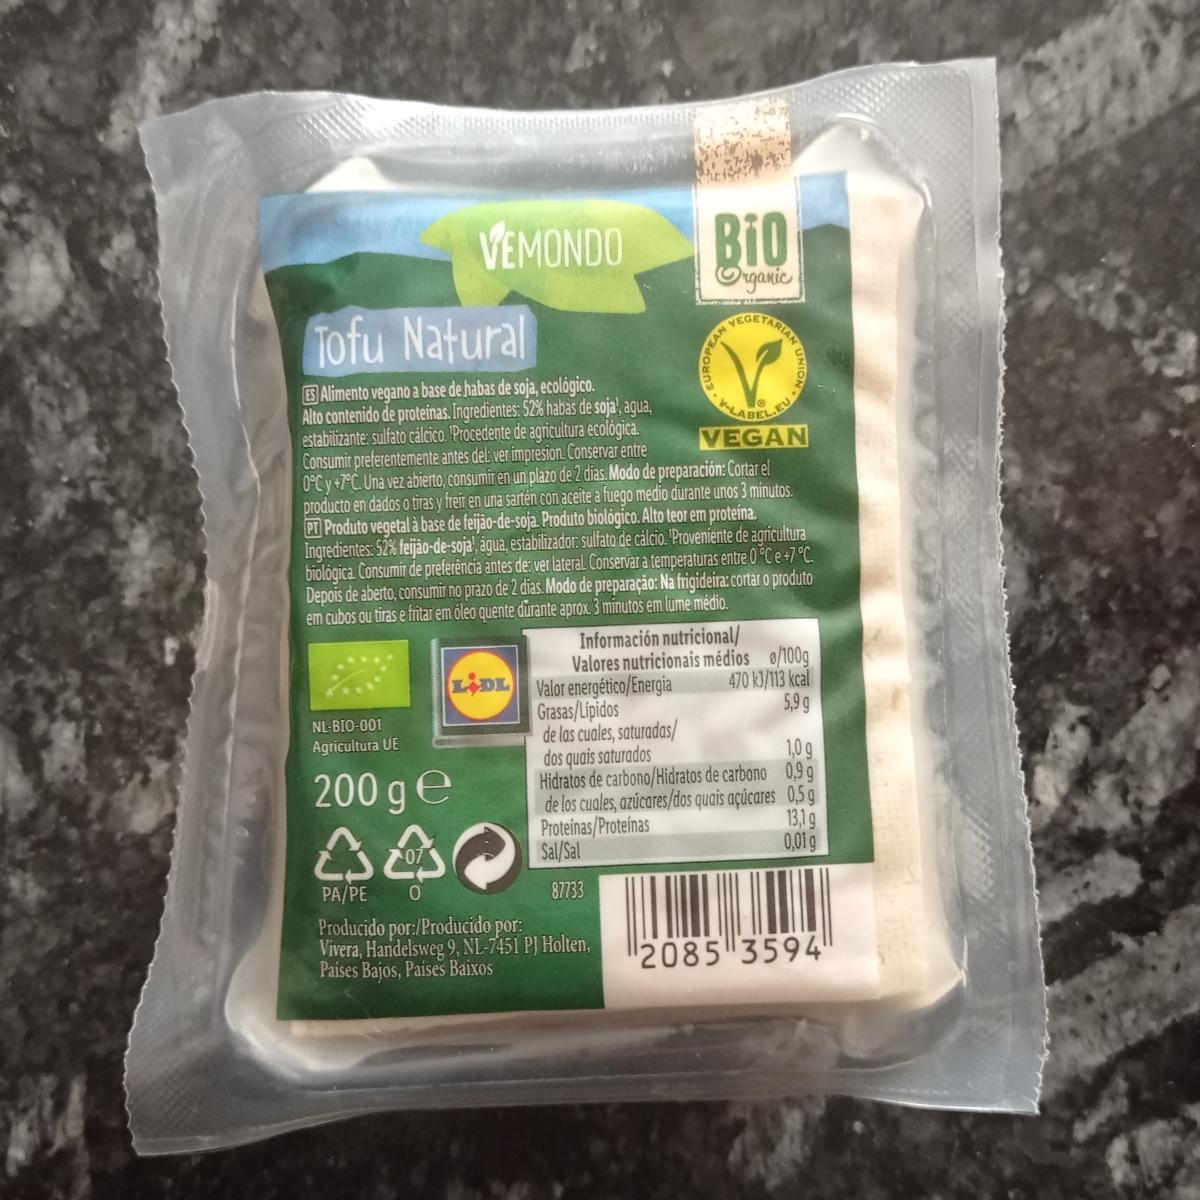 VEMONDO
BIO
Organic
Tofu Natural
EUROPEAN VEGETARIAN UNION
V-LABEL.EU
®
VEGAN
ES Alimento vegano a base de habas de soja, ecológico.
Alto contenido de proteínas. Ingredientes: 52% habas de soja¹, agua,
estabilizante: sulfato cálcico. ¹Procedente de agricultura ecológica.
Consumir preferentemente antes del: ver impresión. Conservar entre
0°C y +7°C. Una vez abierto, consumir en un plazo de 2 días. Modo de preparación: Cortar el
producto en dados o tiras y freír en una sartén con aceite a fuego medio durante unos 3 minutos.
PT Produto vegetal à base de feijão-de-soja. Produto biológico. Alto teor em proteína.
Ingredientes: 52% feijão-de-soja¹, água, estabilizador: sulfato de cálcio. ¹Proveniente de agricultura
biológica. Consumir de preferência antes de: ver lateral. Conservar a temperaturas entre 0 °C e +7 °C.
Depois de aberto, consumir no prazo de 2 dias. Modo de preparação: Na frigideira: cortar o produto
em cubos ou tiras e fritar em óleo quente durante aprox. 3 minutos em lume médio.
LIDL
NL-BIO-001
Agricultura UE
200 g e
07
PA/PE
O
Información nutricional/
Valores nutricionais médios ø/100g
Valor energético/Energia 470 kJ/113 kcal
Grasas/Lípidos 5,9 g
de las cuales, saturadas/
dos quais saturados 1,0 g
Hidratos de carbono/Hidratos de carbono 0,9 g
de los cuales, azúcares/dos quais açúcares 0,5 g
Proteínas/Proteínas 13,1 g
Sal/Sal 0,01 g
87733
Producido por:/Producido por:
Vivera, Handelsweg 9, NL-7451 PJ Holten,
Países Bajos, Países Baixos
2085 3594